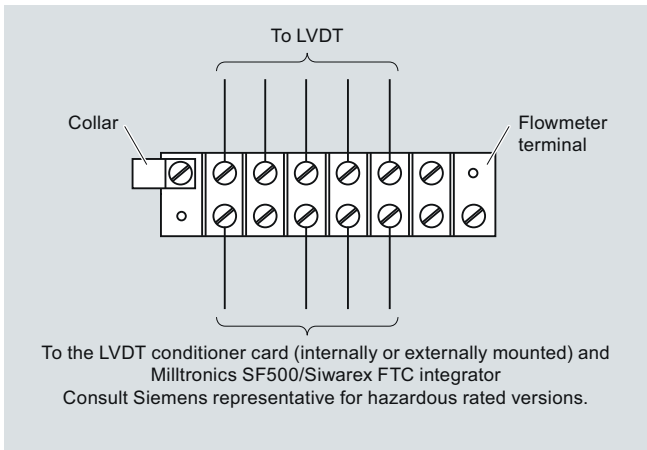 To LVDT
Collar
Flowmeter
terminal
To the LVDT conditioner card (internally or externally mounted) and
Milltronics SF500/Siwarex FTC integrator
Consult Siemens representative for hazardous rated versions.